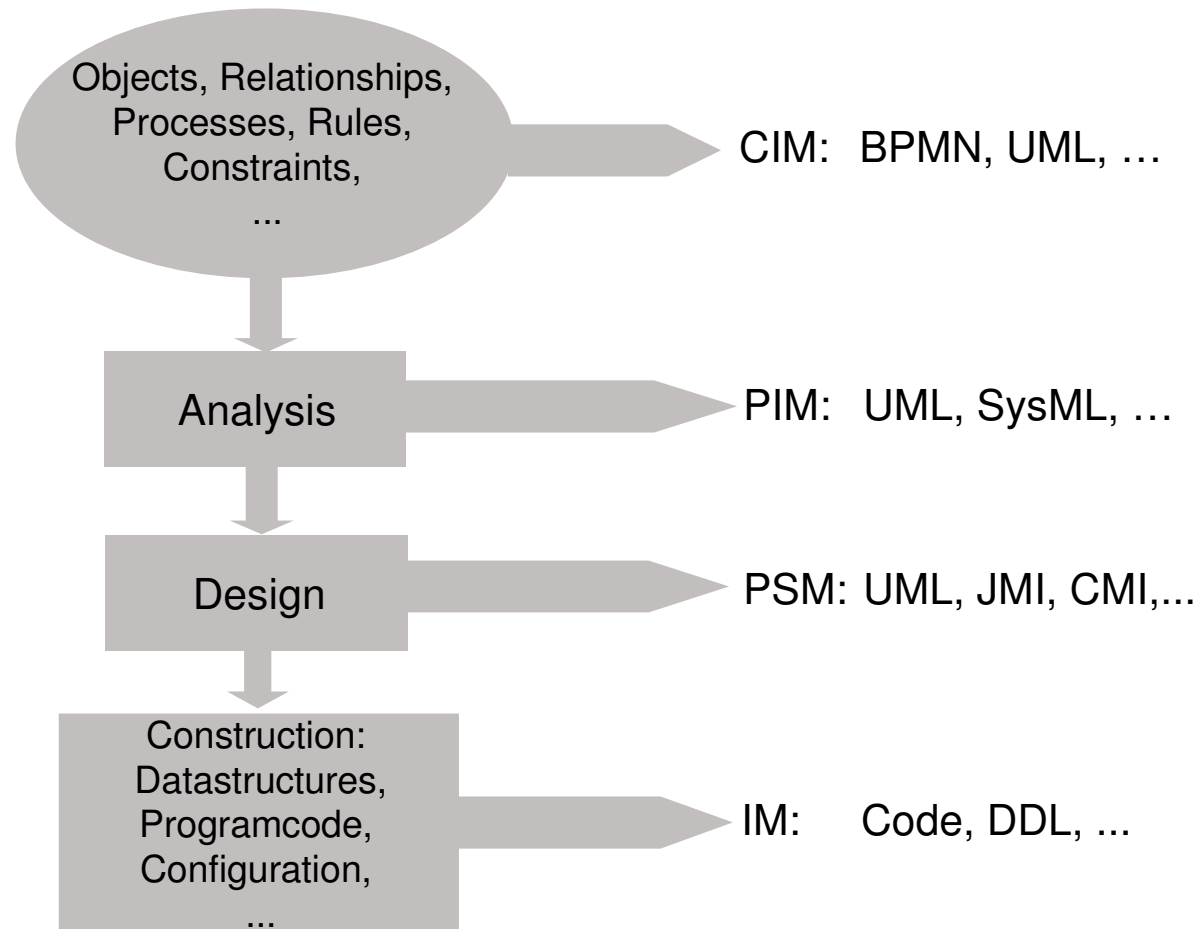 Objects, Relationships,
Processes, Rules,
Constraints,
...
CIM: BPMN, UML, …
Analysis
PIM: UML, SysML, …
Design
PSM: UML, JMI, CMI,...
Construction:
Datastructures,
Programcode,
Configuration,
...
IM: Code, DDL, ...